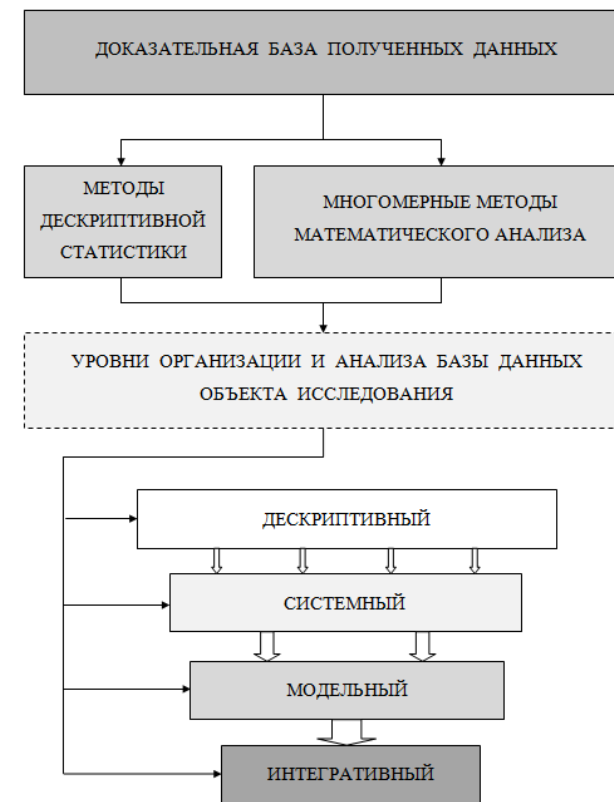 ДОКАЗАТЕЛЬНАЯ БАЗА ПОЛУЧЕННЫХ ДАННЫХ
МЕТОДЫ
ДЕСКРИПТИВНОЙ
СТАТИСТИКИ
МНОГОМЕРНЫЕ МЕТОДЫ
МАТЕМАТИЧЕСКОГО АНАЛИЗА
УРОВНИ ОРГАНИЗАЦИИ И АНАЛИЗА БАЗЫ ДАННЫХ
ОБЪЕКТА ИССЛЕДОВАНИЯ
ДЕСКРИПТИВНЫЙ
СИСТЕМНЫЙ
МОДЕЛЬНЫЙ
ИНТЕГРАТИВНЫЙ